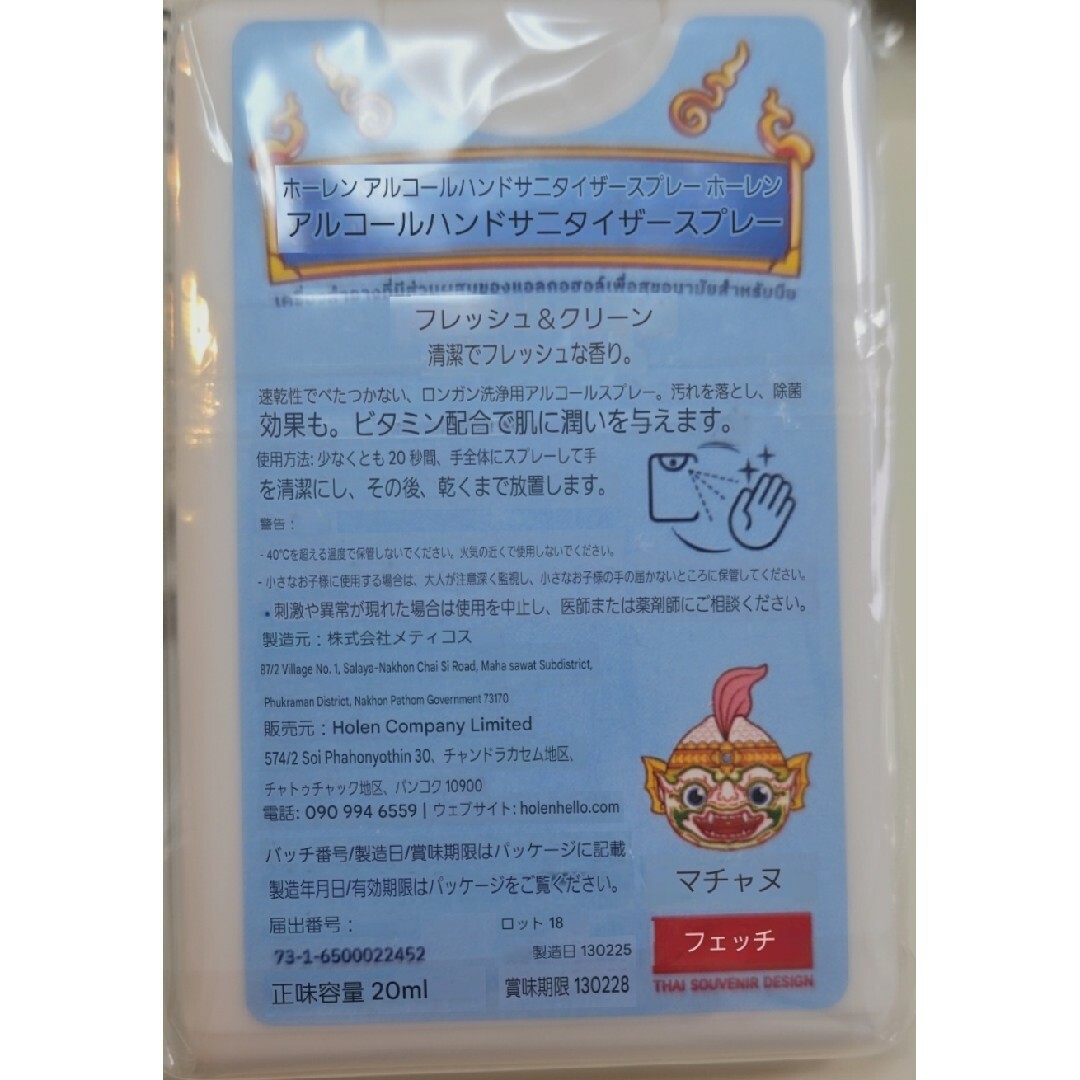 ホーレン アルコールハンドサニタイザースプレー ホーレン
アルコールハンドサニタイザースプレー
フレッシュ＆クリーン
清潔でフレッシュな香り。
速乾性でべたつかない、ロンガン洗浄用アルコールスプレー。汚れを落とし、除菌
効果も。ビタミン配合で肌に潤いを与えます。
使用方法: 少なくとも 20 秒間、手全体にスプレーして手
を清潔にし、その後、乾くまで放置します。
警告：
- 40°Cを超える温度で保管しないでください。火気の近くで使用しないでください。
- 小さなお子様に使用する場合は、大人が注意深く監視し、小さなお子様の手の届かないところに保管してください。
• 刺激や異常が現れた場合は使用を中止し、医師または薬剤師にご相談ください。
製造元：株式会社メティコス
87/2 Village No. 1, Salaya-Nakhon Chai Si Road, Maha sawat Subdistrict,
Phukraman District, Nakhon Pathom Government 73170
販売元：Holen Company Limited
574/2 Soi Phahonyothin 30、チャンドラカセム地区、
チャトゥチャック地区、バンコク 10900
電話: 090 994 6559 | ウェブサイト: holenhello.com
バッチ番号/製造日/賞味期限はパッケージに記載
製造年月日/有効期限はパッケージをご覧ください。
届出番号：
73-1-6500022452
正味容量 20ml
ロット 18
製造日 130225
賞味期限 130228
マチャヌ
フェッチ
THAI SOUVENIR DESIGN